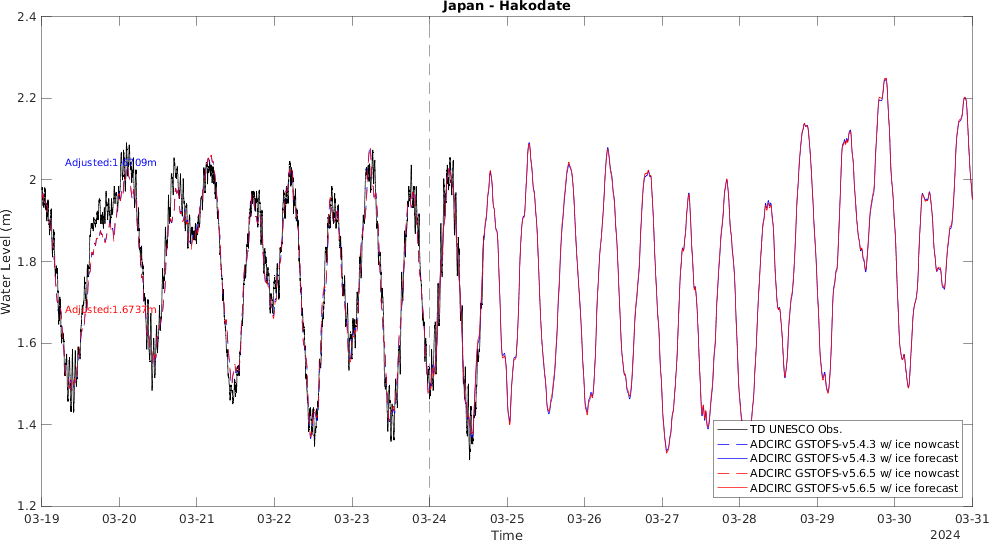 Japan - Hakodate
2.4
2.2
2
1.8
1.6
1.4
1.2
Water Level (m)
Adjusted:1.6709m
Adjusted:1.6737m
TD UNESCO Obs.
ADCIRC GSTOFS-v5.4.3 w/ ice nowcast
ADCIRC GSTOFS-v5.4.3 w/ ice forecast
ADCIRC GSTOFS-v5.6.5 w/ ice nowcast
ADCIRC GSTOFS-v5.6.5 w/ ice forecast
03-19 03-20 03-21 03-22 03-23 03-24 03-25 03-26 03-27 03-28 03-29 03-30 03-31
Time
2024